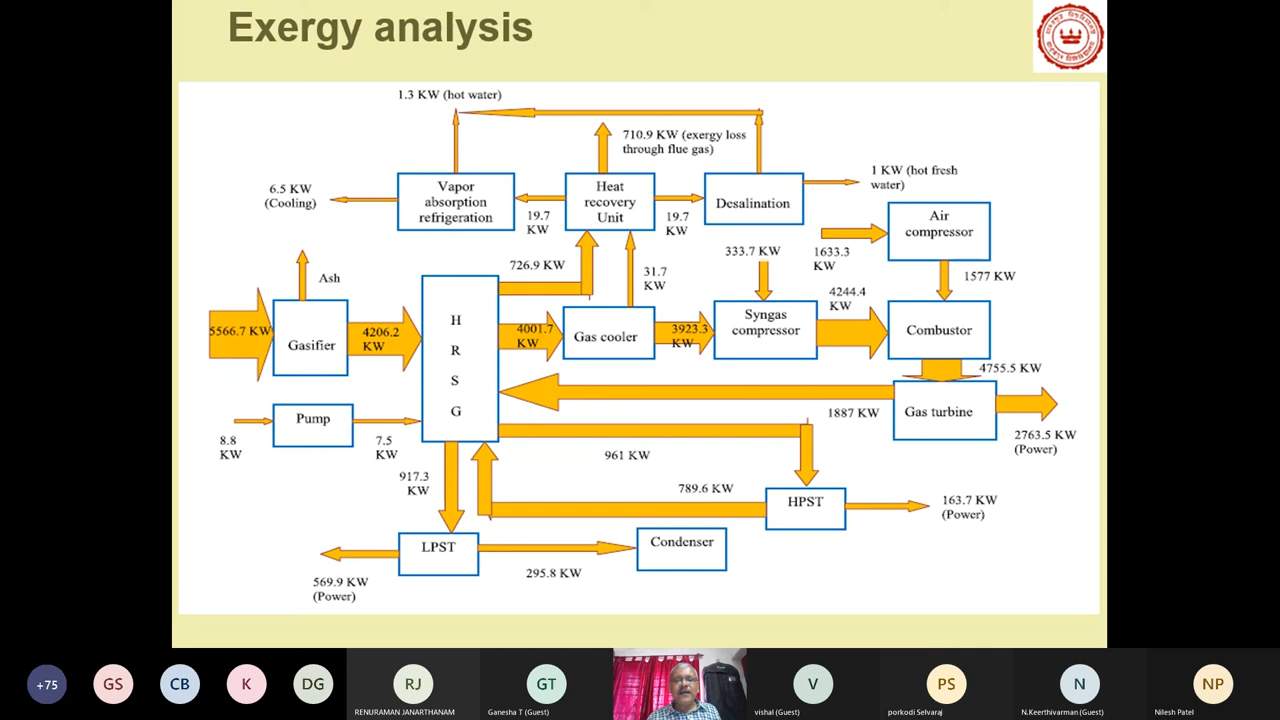 Exergy analysis
1.3 KW (hot water)
710.9 KW (exergy loss
through flue gas)
1 KW (hot fresh
water)
6.5 KW
(Cooling)
Vapor
absorption
refrigeration
19.7
KW
Heat
recovery
Unit
19.7
KW
Desalination
Air
compressor
1633.3
KW
1577 KW
333.7 KW
726.9 KW
31.7
KW
4244.4
KW
Ash
5566.7 KW
Gasifier
4206.2
KW
H
R
S
G
4001.7
KW
Gas cooler
3923.3
KW
Syngas
compressor
Combustor
4755.5 KW
Gas turbine
1887 KW
2763.5 KW
(Power)
8.8
KW
Pump
7.5
KW
961 KW
917.3
KW
789.6 KW
HPST
163.7 KW
(Power)
LPST
Condenser
569.9 KW
(Power)
295.8 KW
+75
GS
CB
K
DG
RJ
RENURAMAN JANARTHANAM
GT
Ganesha T (Guest)
V
vishal (Guest)
PS
porkodi Selvaraj
N
N.Keerthivarman (Guest)
NP
Nilesh Patel